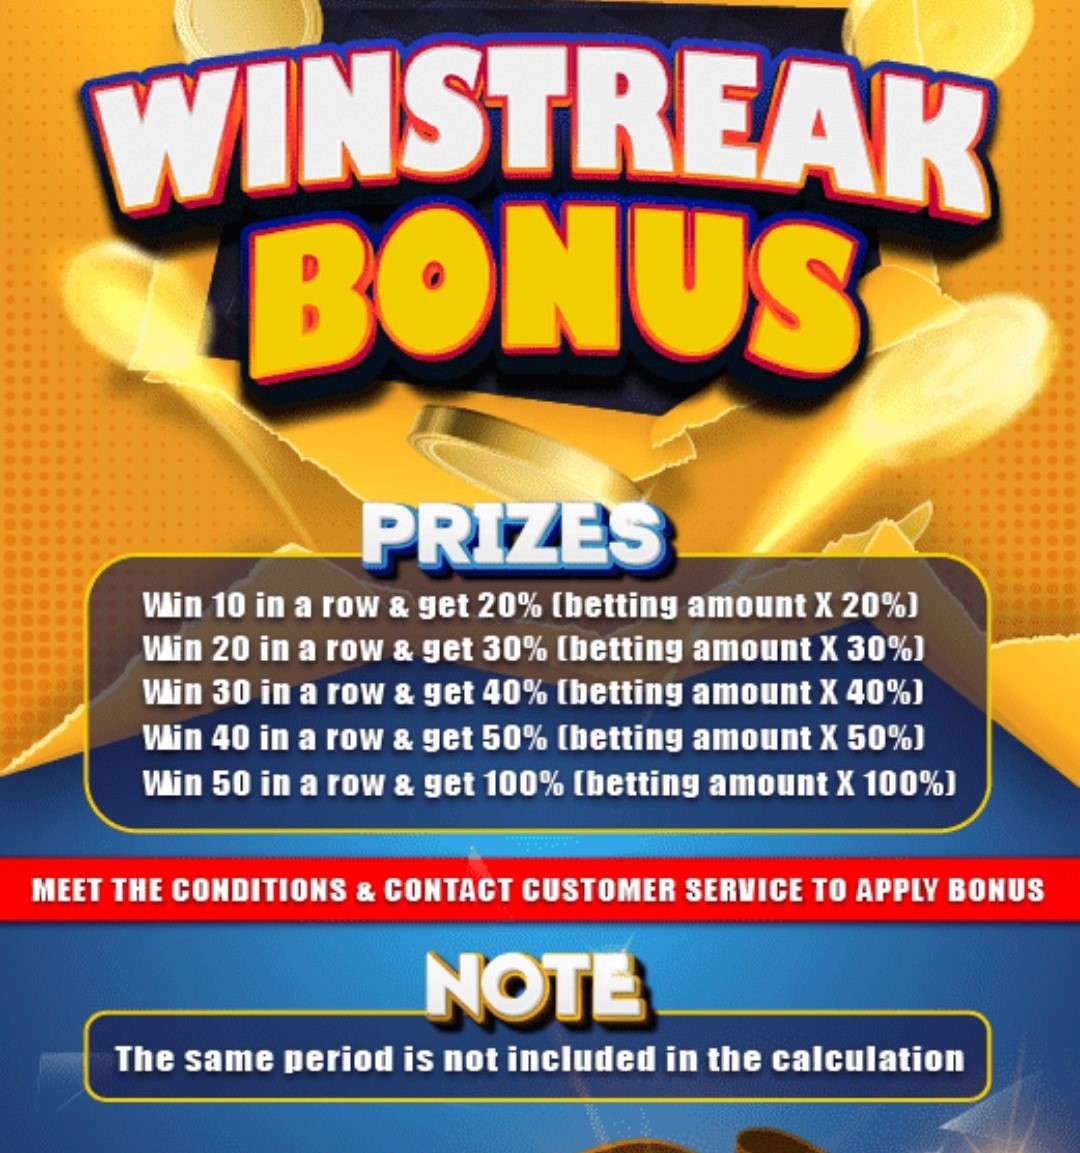 WINSTREAK
BONUS
PRIZES
Win 10 in a row & get 20% (betting amount X 20%)
Win 20 in a row & get 30% (betting amount X 30%)
Win 30 in a row & get 40% (betting amount X 40%)
Win 40 in a row & get 50% (betting amount X 50%)
Win 50 in a row & get 100% (betting amount X 100%)
MEET THE CONDITIONS & CONTACT CUSTOMER SERVICE TO APPLY BONUS
NOTE
The same period is not included in the calculation